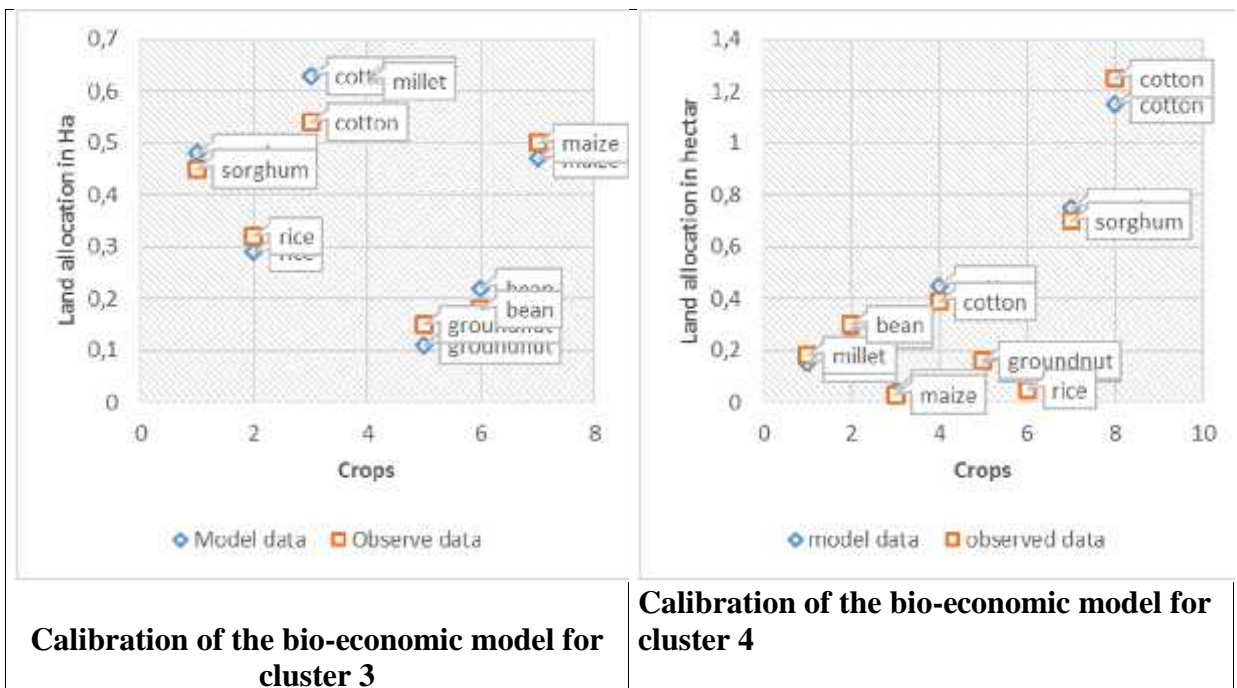 0,7
0,6
0,5
0,4
0,3
0,2
0,1
0
Land allocation in Ha
millet
cotton
sorghum
maize
rice
bean
bean
groundnut
groundnut
0 2 4 6 8
Crops
Model data Observe data
Calibration of the bio-economic model for
cluster 3
1,4
1,2
1
0,8
0,6
0,4
0,2
0
Land allocation in hectar
cotton
cotton
sorghum
cotton
bean
millet
groundnut
maize
rice
0 2 4 6 8 10
Crops
model data observed data
Calibration of the bio-economic model for
cluster 4